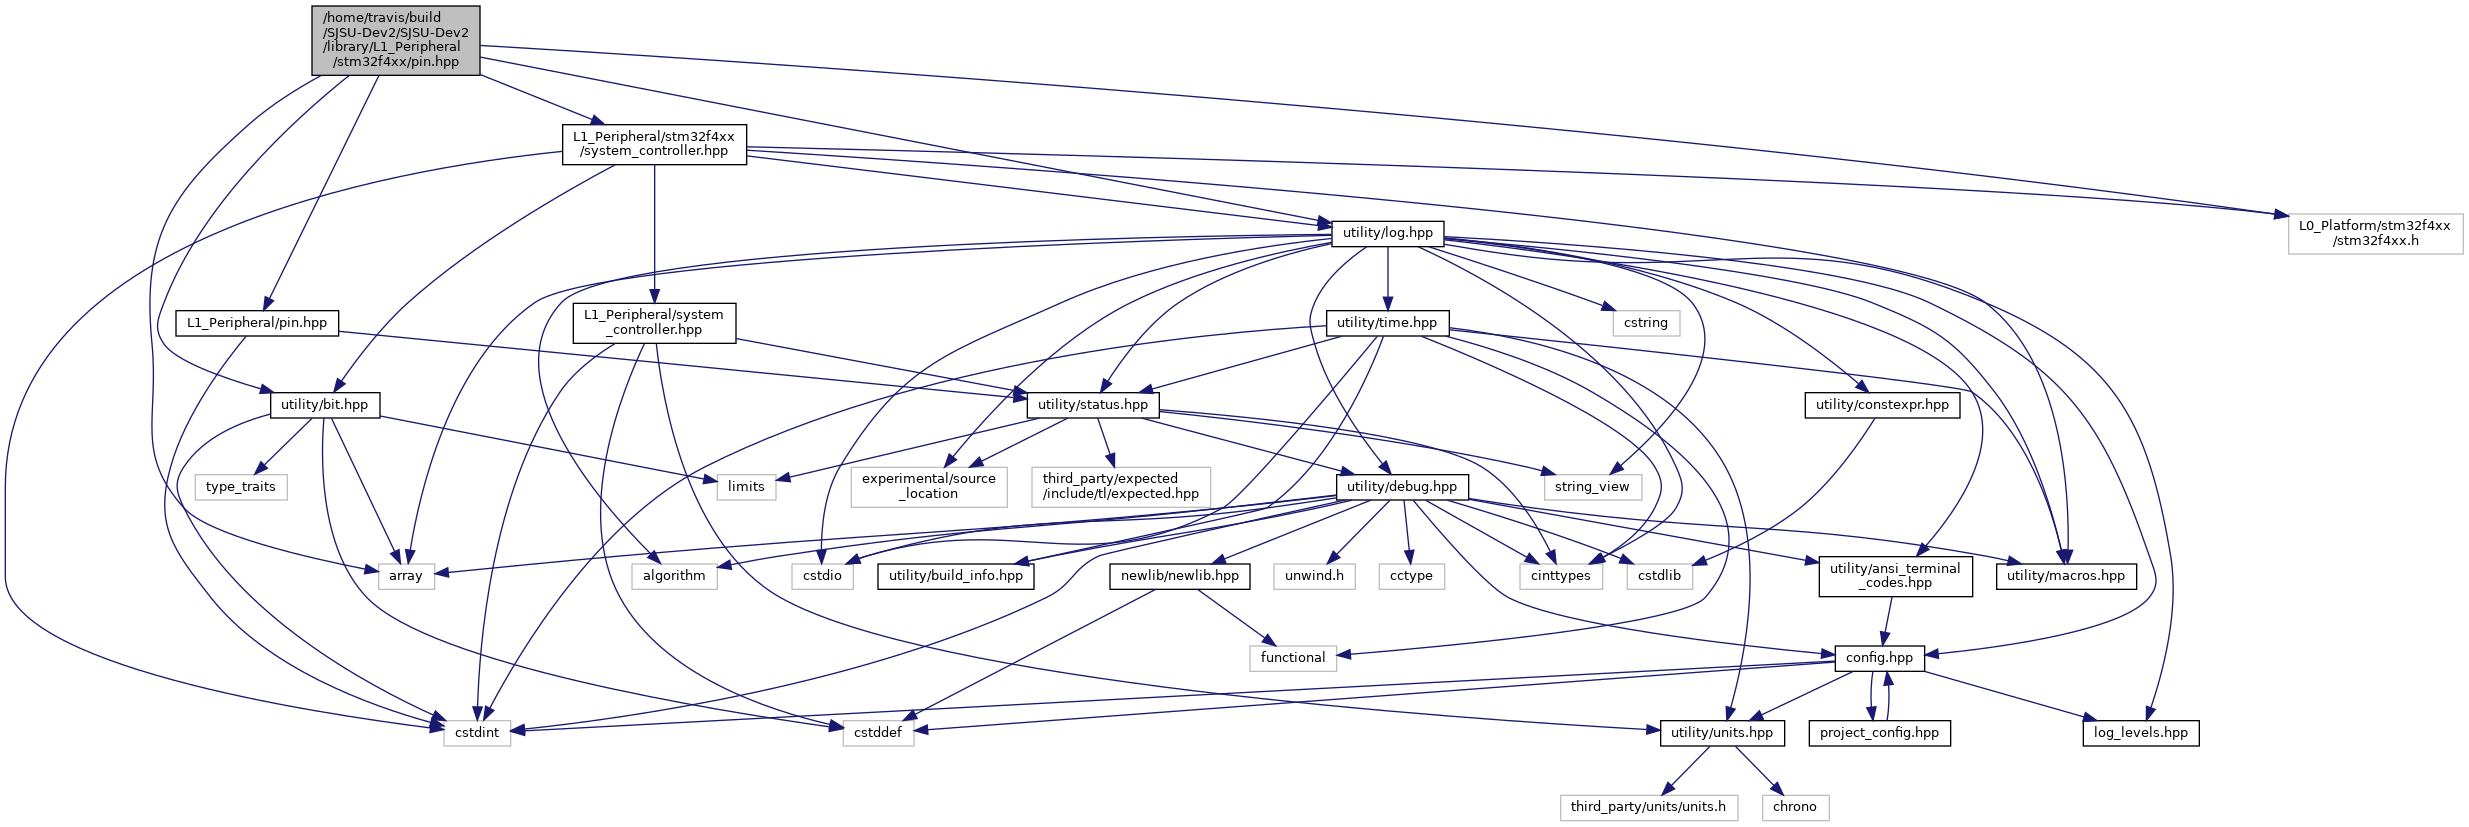 /home/travis/build
/SJSU-Dev2/SJSU-Dev2
/library/L1_Peripheral
/stm32f4xx/pin.hpp
L1_Peripheral/stm32f4xx
/system_controller.hpp
L0_Platform/stm32f4xx
/stm32f4xx.h
utility/log.hpp
L1_Peripheral/pin.hpp
L1_Peripheral/system
_controller.hpp
utility/time.hpp
cstring
utility/bit.hpp
utility/status.hpp
utility/constexpr.hpp
type_traits
limits
experimental/source
_location
third_party/expected
/include/tl/expected.hpp
utility/debug.hpp
string_view
array
algorithm
cstdio
utility/build_info.hpp
newlib/newlib.hpp
unwind.h
cctype
cinttypes
cstdlib
utility/ansi_terminal
_codes.hpp
utility/macros.hpp
functional
config.hpp
cstdint
cstddef
utility/units.hpp
project_config.hpp
log_levels.hpp
third_party/units/units.h
chrono